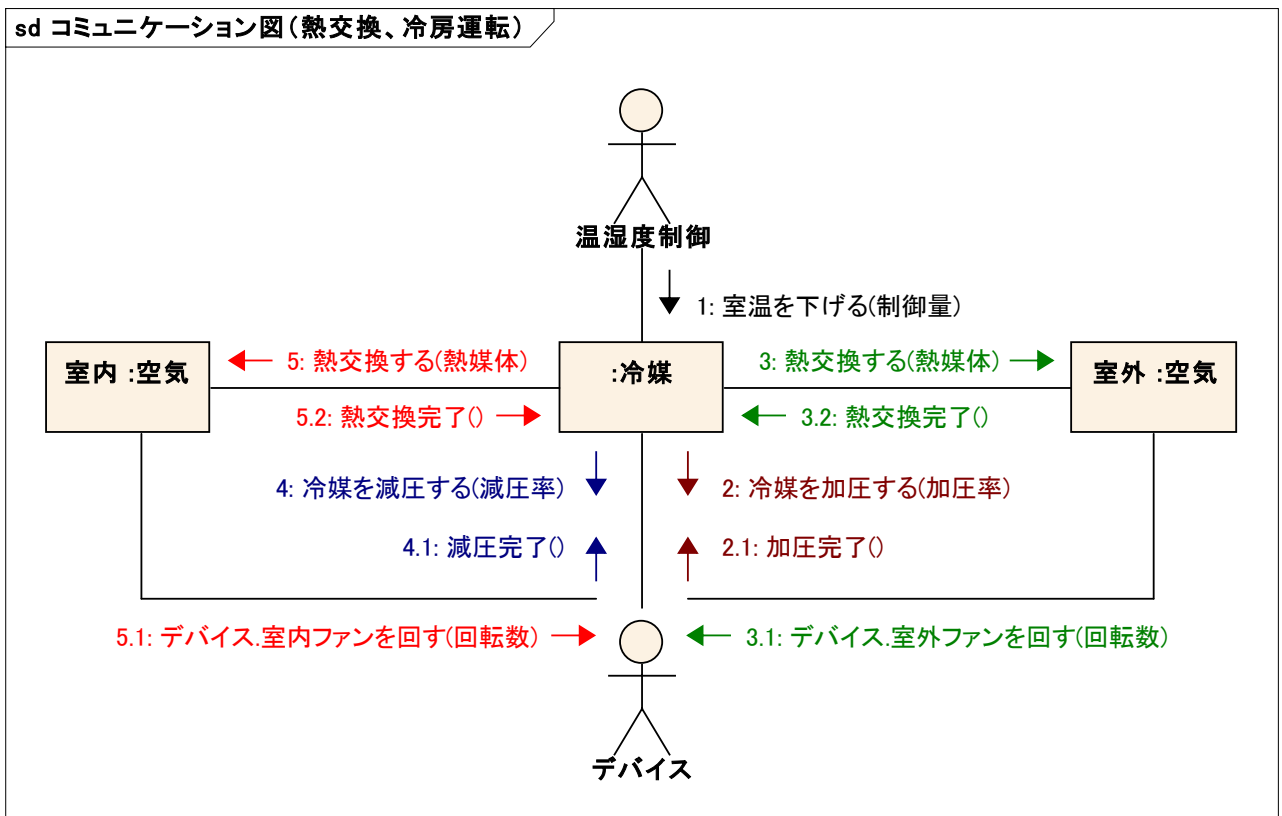 sd コミュニケーション図(熱交換、冷房運転)
温湿度制御
1: 室温を下げる(制御量)
室内 :空気
5: 熱交換する(熱媒体)
:冷媒
3: 熱交換する(熱媒体)
室外 :空気
5.2: 熱交換完了()
3.2: 熱交換完了()
4: 冷媒を減圧する(減圧率)
2: 冷媒を加圧する(加圧率)
4.1: 減圧完了()
2.1: 加圧完了()
5.1: デバイス.室内ファンを回す(回転数)
3.1: デバイス.室外ファンを回す(回転数)
デバイス